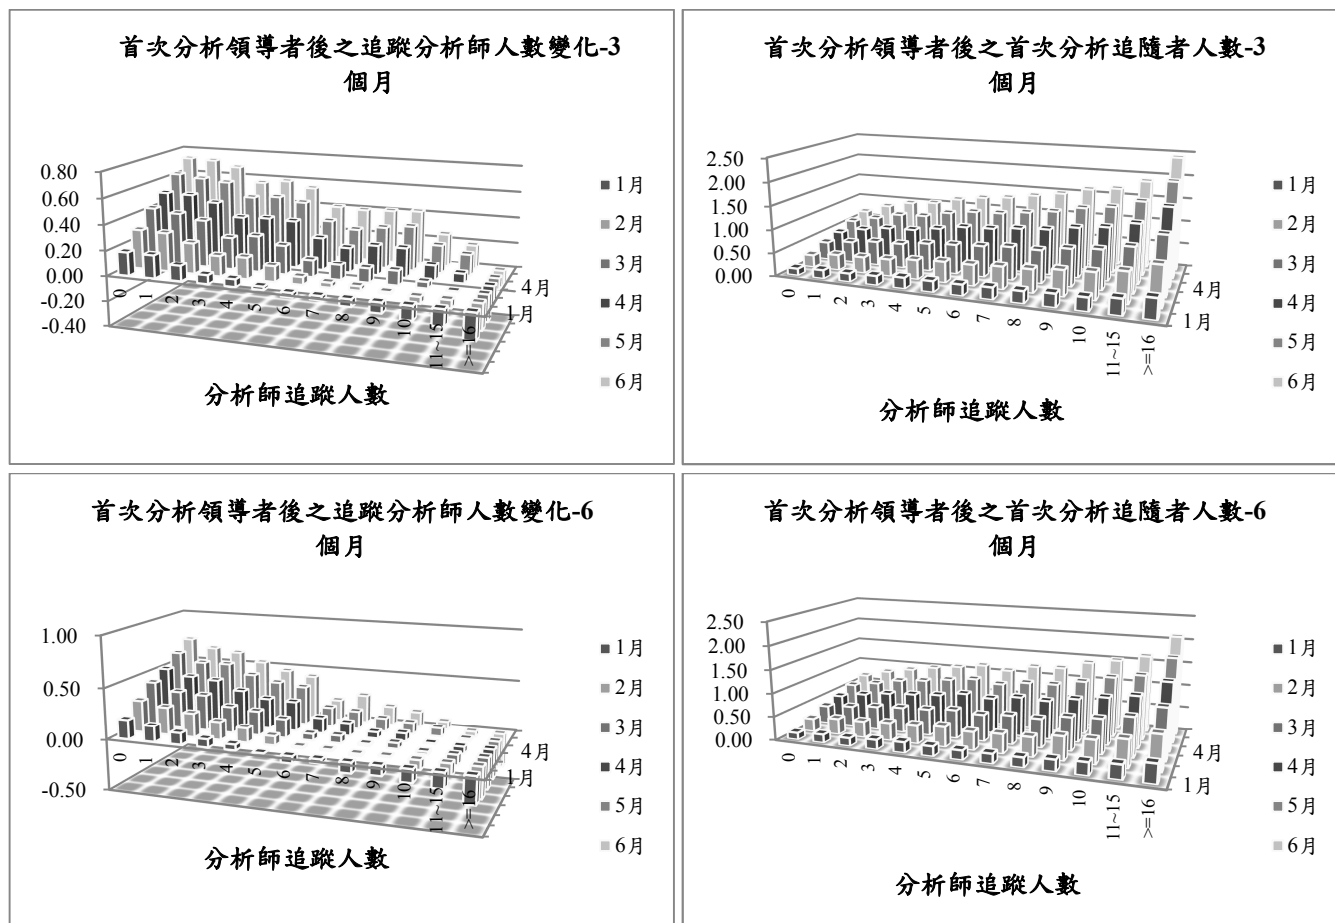 首次分析領導者後之追蹤分析師人數變化-3
個月
0.80
0.60
0.40
0.20
0.00
-0.20
-0.40
0
1
2
3
4
5
6
7
8
9
10
11~15
>=16
1月
4月
分析師追蹤人數
1月
2月
3月
4月
5月
6月
首次分析領導者後之首次分析追隨者人數-3
個月
2.50
2.00
1.50
1.00
0.50
0.00
0
1
2
3
4
5
6
7
8
9
10
11~15
>=16
1月
4月
分析師追蹤人數
1月
2月
3月
4月
5月
6月
首次分析領導者後之追蹤分析師人數變化-6
個月
1.00
0.50
0.00
-0.50
0
1
2
3
4
5
6
7
8
9
10
11~15
>=16
1月
4月
分析師追蹤人數
1月
2月
3月
4月
5月
6月
首次分析領導者後之首次分析追隨者人數-6
個月
2.50
2.00
1.50
1.00
0.50
0.00
0
1
2
3
4
5
6
7
8
9
10
11~15
>=16
1月
4月
分析師追蹤人數
1月
2月
3月
4月
5月
6月